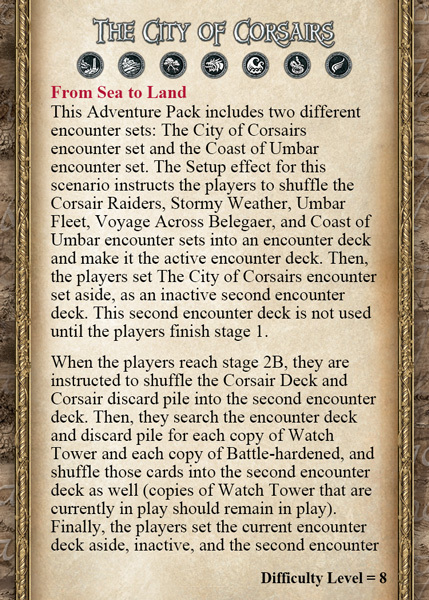 The City of Corsairs
From Sea to Land
This Adventure Pack includes two different
encounter sets: The City of Corsairs
encounter set and the Coast of Umbar
encounter set. The Setup effect for this
scenario instructs the players to shuffle the
Corsair Raiders, Stormy Weather, Umbar
Fleet, Voyage Across Belegaer, and Coast of
Umbar encounter sets into an encounter deck
and make it the active encounter deck. Then,
the players set The City of Corsairs encounter
set aside, as an inactive second encounter
deck. This second encounter deck is not used
until the players finish stage 1.
When the players reach stage 2B, they are
instructed to shuffle the Corsair Deck and
Corsair discard pile into the second encounter
deck. Then, they search the encounter deck
and discard pile for each copy of Watch
Tower and each copy of Battle-hardened, and
shuffle those cards into the second encounter
deck as well (copies of Watch Tower that are
currently in play should remain in play).
Finally, the players set the current encounter
deck aside, inactive, and the second encounter
Difficulty Level = 8